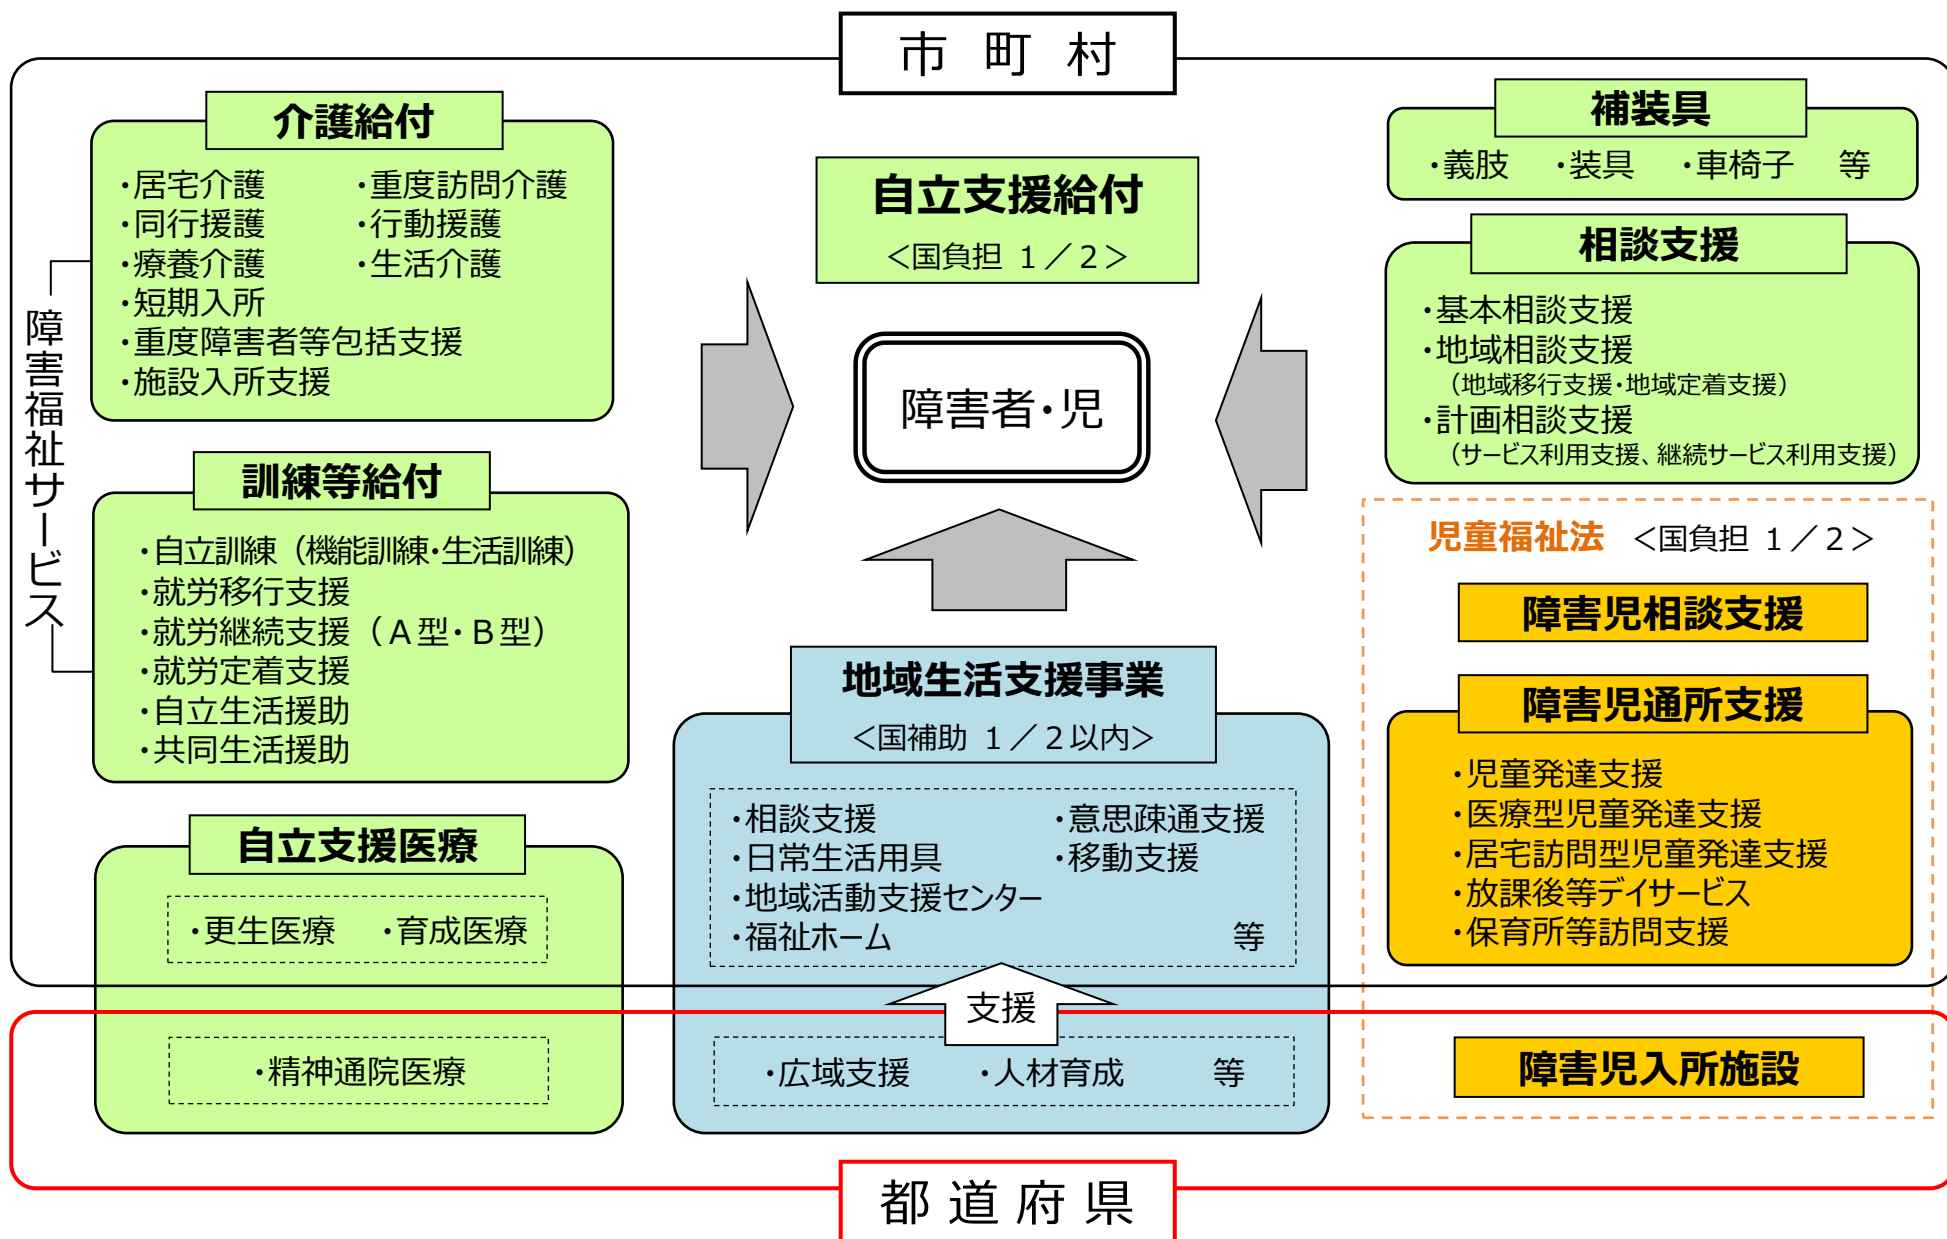 市 町 村
介護給付
・居宅介護 ・重度訪問介護
・同行援護 ・行動援護
・療養介護 ・生活介護
・短期入所
・重度障害者等包括支援
・施設入所支援
障害福祉サービス
訓練等給付
・自立訓練（機能訓練・生活訓練）
・就労移行支援
・就労継続支援（Ａ型・Ｂ型）
・就労定着支援
・自立生活援助
・共同生活援助
自立支援医療
・更生医療 ・育成医療
・精神通院医療
自立支援給付
＜国負担 １／２＞
障害者・児
地域生活支援事業
＜国補助 １／２以内＞
・相談支援 ・意思疎通支援
・日常生活用具 ・移動支援
・地域活動支援センター
・福祉ホーム 等
支援
・広域支援 ・人材育成 等
補装具
・義肢 ・装具 ・車椅子 等
相談支援
・基本相談支援
・地域相談支援
（地域移行支援・地域定着支援）
・計画相談支援
（サービス利用支援、継続サービス利用支援）
児童福祉法 ＜国負担 １／２＞
障害児相談支援
障害児通所支援
・児童発達支援
・医療型児童発達支援
・居宅訪問型児童発達支援
・放課後等デイサービス
・保育所等訪問支援
障害児入所施設
都 道 府 県